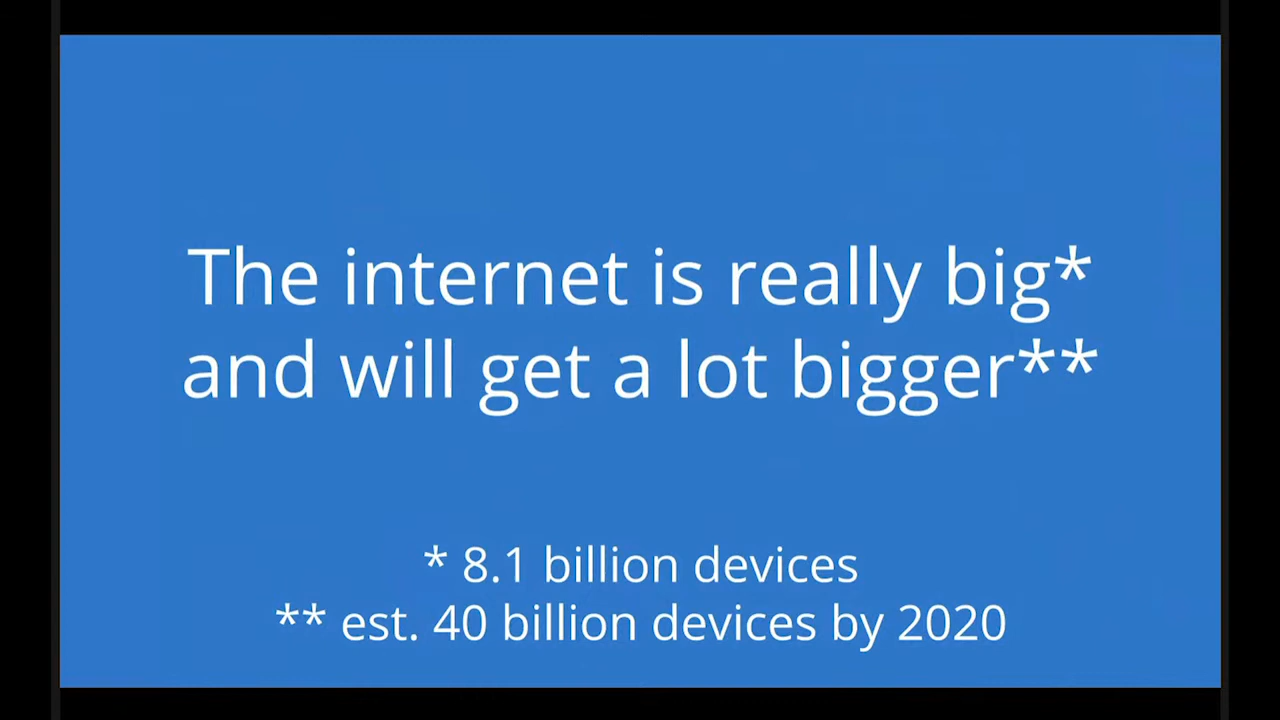 The internet is really big*
and will get a lot bigger**
* 8.1 billion devices
** est. 40 billion devices by 2020